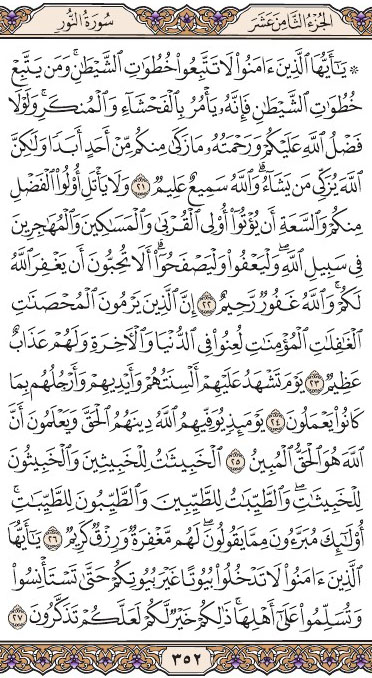 الجزء الثامن عشر سورة النور
۞ يَٰٓأَيُّهَا ٱلَّذِينَ ءَامَنُوا۟ لَا تَتَّبِعُوا۟ خُطُوَٰتِ ٱلشَّيْطَٰنِ ۚ وَمَن يَتَّبِعْ
خُطُوَٰتِ ٱلشَّيْطَٰنِ فَإِنَّهُۥ يَأْمُرُ بِٱلْفَحْشَآءِ وَٱلْمُنكَرِ ۚ وَلَوْلَا
فَضْلُ ٱللَّهِ عَلَيْكُمْ وَرَحْمَتُهُۥ مَا زَكَىٰ مِنكُم مِّنْ أَحَدٍ أَبَدًا وَلَٰكِنَّ
ٱللَّهَ يُزَكِّى مَن يَشَآءُ ۗ وَٱللَّهُ سَمِيعٌ عَلِيمٌ ٢١ وَلَا يَأْتَلِ أُو۟لُوا۟ ٱلْفَضْلِ
مِنكُمْ وَٱلسَّعَةِ أَن يُؤْتُوٓا۟ أُو۟لِى ٱلْقُرْبَىٰ وَٱلْمَسَٰكِينَ وَٱلْمُهَٰجِرِينَ
فِى سَبِيلِ ٱللَّهِ ۖ وَلْيَعْفُوا۟ وَلْيَصْفَحُوٓا۟ ۗ أَلَا تُحِبُّونَ أَن يَغْفِرَ ٱللَّهُ
لَكُمْ ۗ وَٱللَّهُ غَفُورٌ رَّحِيمٌ ٢٢ إِنَّ ٱلَّذِينَ يَرْمُونَ ٱلْمُحْصَنَٰتِ
ٱلْغَٰفِلَٰتِ ٱلْمُؤْمِنَٰتِ لُعِنُوا۟ فِى ٱلدُّنْيَا وَٱلْءَاخِرَةِ وَلَهُمْ عَذَابٌ
عَظِيمٌ ٢٣ يَوْمَ تَشْهَدُ عَلَيْهِمْ أَلْسِنَتُهُمْ وَأَيْدِيهِمْ وَأَرْجُلُهُم بِمَا
كَانُوا۟ يَعْمَلُونَ ٢٤ يَوْمَئِذٍ يُوَفِّيهِمُ ٱللَّهُ دِينَهُمُ ٱلْحَقَّ وَيَعْلَمُونَ أَنَّ
ٱللَّهَ هُوَ ٱلْحَقُّ ٱلْمُبِينُ ٢٥ ٱلْخَبِيثَٰتُ لِلْخَبِيثِينَ وَٱلْخَبِيثُونَ
لِلْخَبِيثَٰتِ ۖ وَٱلطَّيِّبَٰتُ لِلطَّيِّبِينَ وَٱلطَّيِّبُونَ لِلطَّيِّبَٰتِ ۚ
أُو۟لَٰٓئِكَ مُبَرَّءُونَ مِمَّا يَقُولُونَ ۖ لَهُم مَّغْفِرَةٌ وَرِزْقٌ كَرِيمٌ ٢٦ يَٰٓأَيُّهَا
ٱلَّذِينَ ءَامَنُوا۟ لَا تَدْخُلُوا۟ بُيُوتًا غَيْرَ بُيُوتِكُمْ حَتَّىٰ تَسْتَأْنِسُوا۟
وَتُسَلِّمُوا۟ عَلَىٰٓ أَهْلِهَا ۚ ذَٰلِكُمْ خَيْرٌ لَّكُمْ لَعَلَّكُمْ تَذَكَّرُونَ ٢٧
٣٥٢